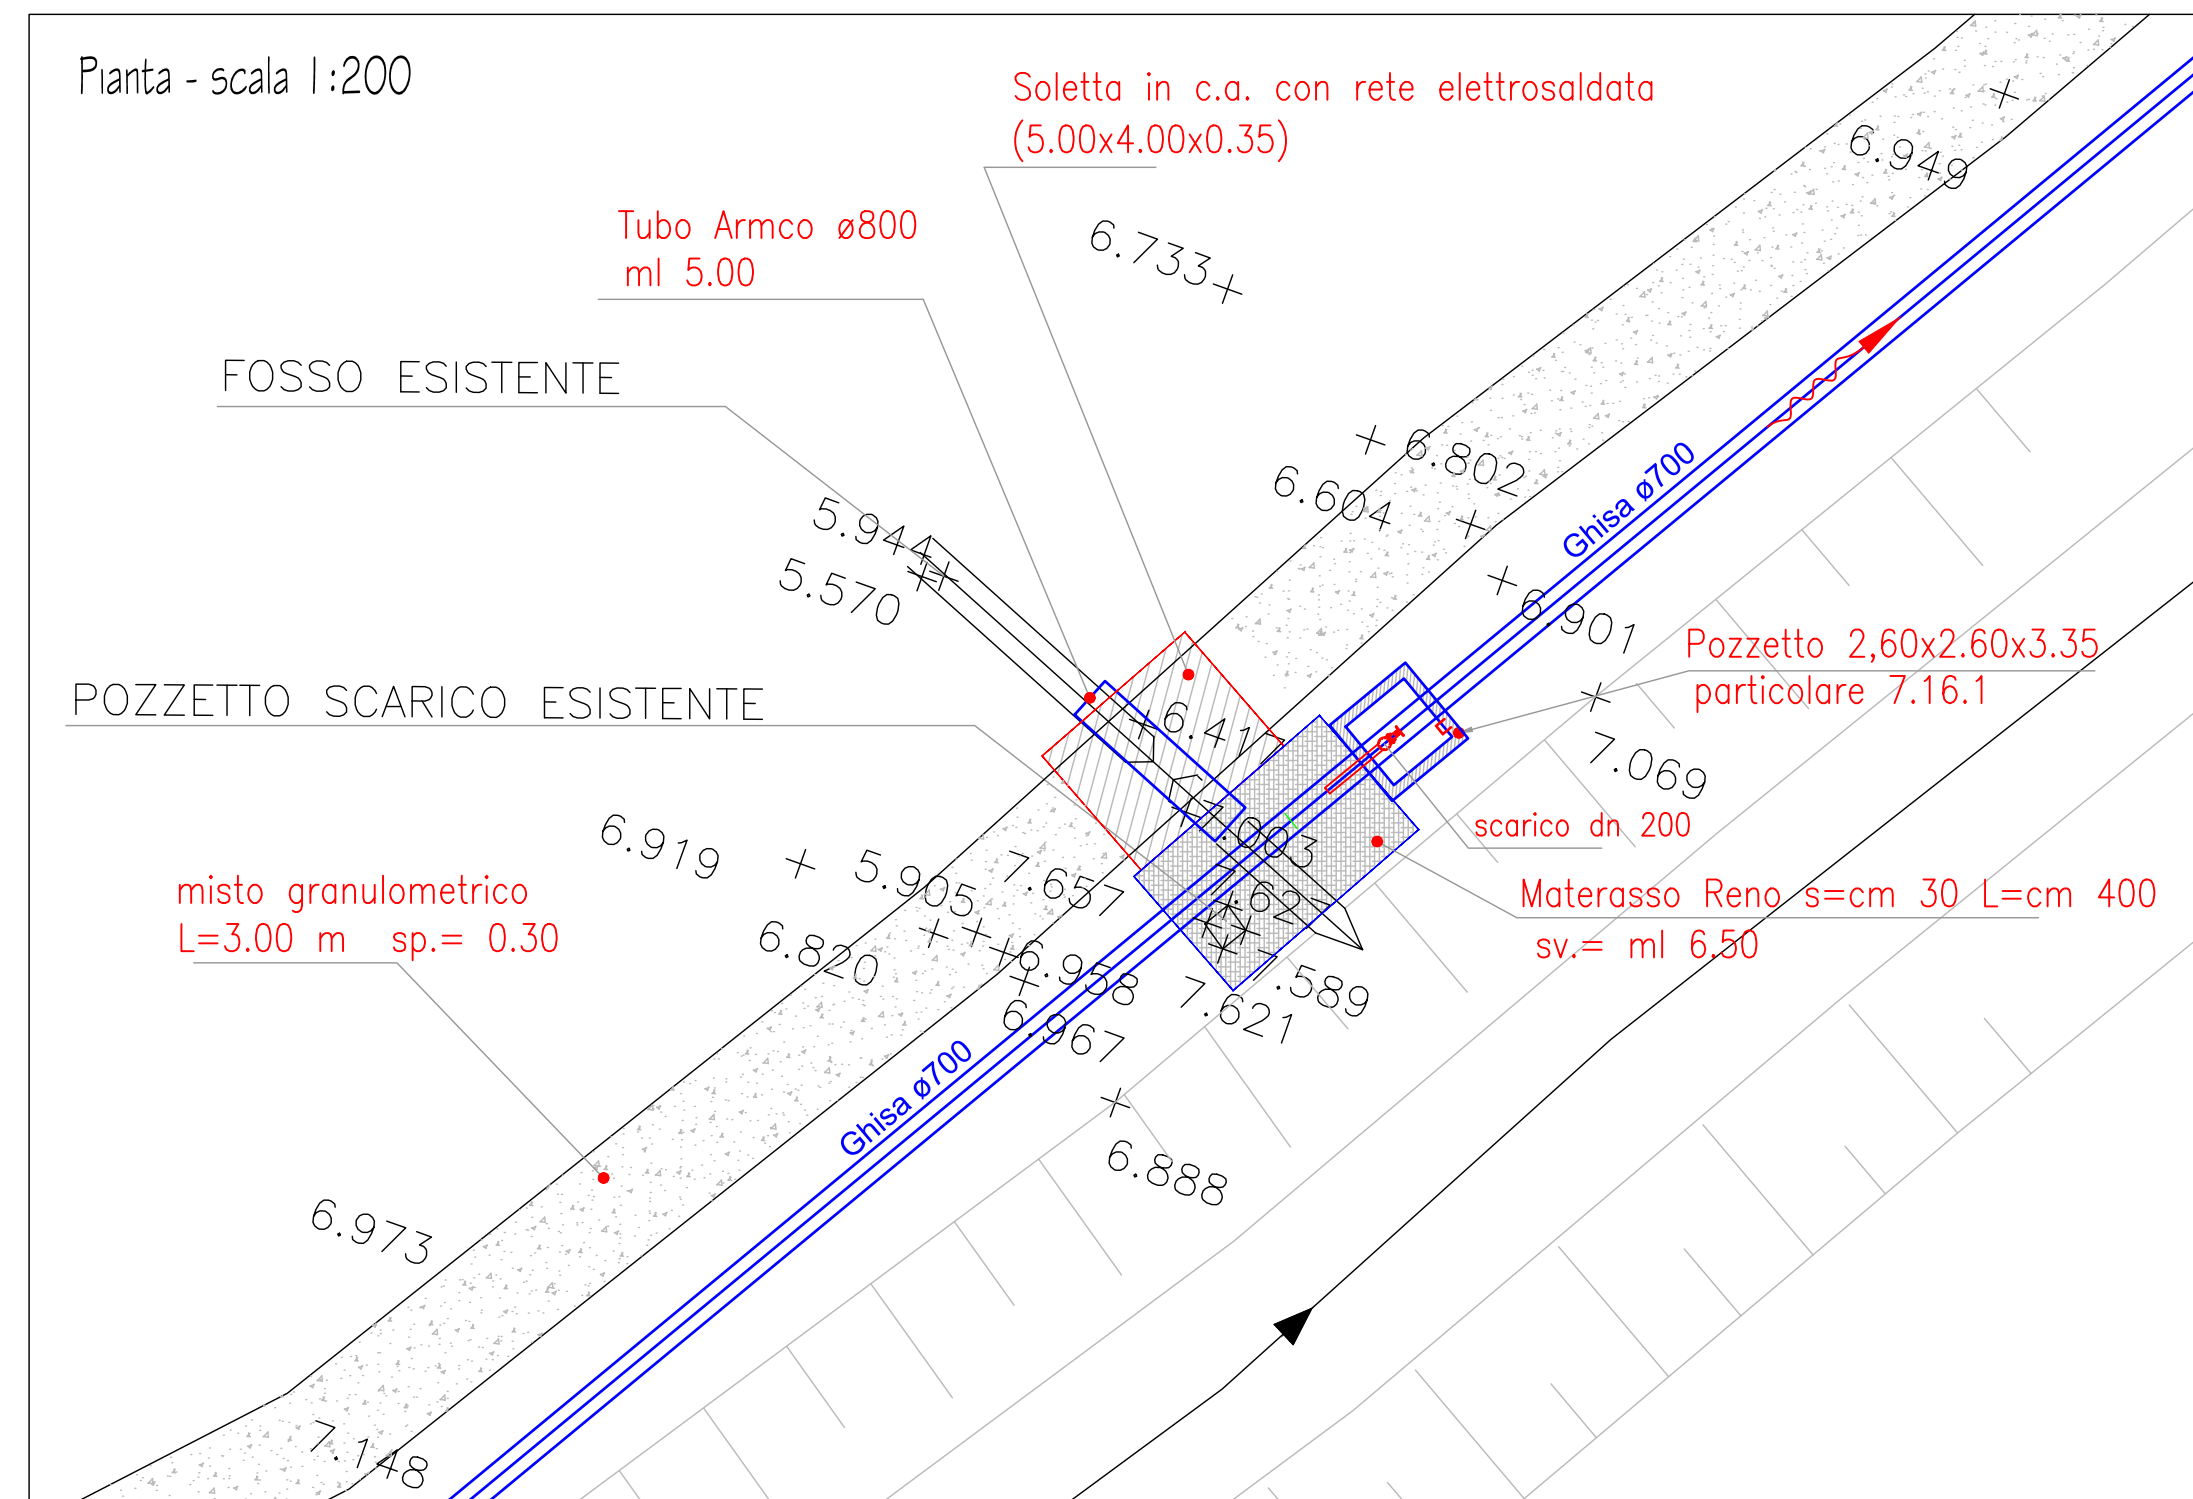 Pianta - scala 1:200
Soletta in c.a. con rete elettrosaldata
(5.00x4.00x0.35)
6.949
Tubo Armco ø800
ml 5.00
6.733
FOSSO ESISTENTE
6.802
6.604
Ghisa ø700
5.944
5.570
6.901
Pozzetto 2,60x2.60x3.35
particolare 7.16.1
POZZETTO SCARICO ESISTENTE
7.069
7.003
scarico dn 200
6.919
5.905
7.657
misto granulometrico
L=3.00 m sp.= 0.30
Materasso Reno s=cm 30 L=cm 400
sv.= ml 6.50
6.820
6.958
7.589
7.621
6.967
Ghisa ø700
6.888
6.973
7.148